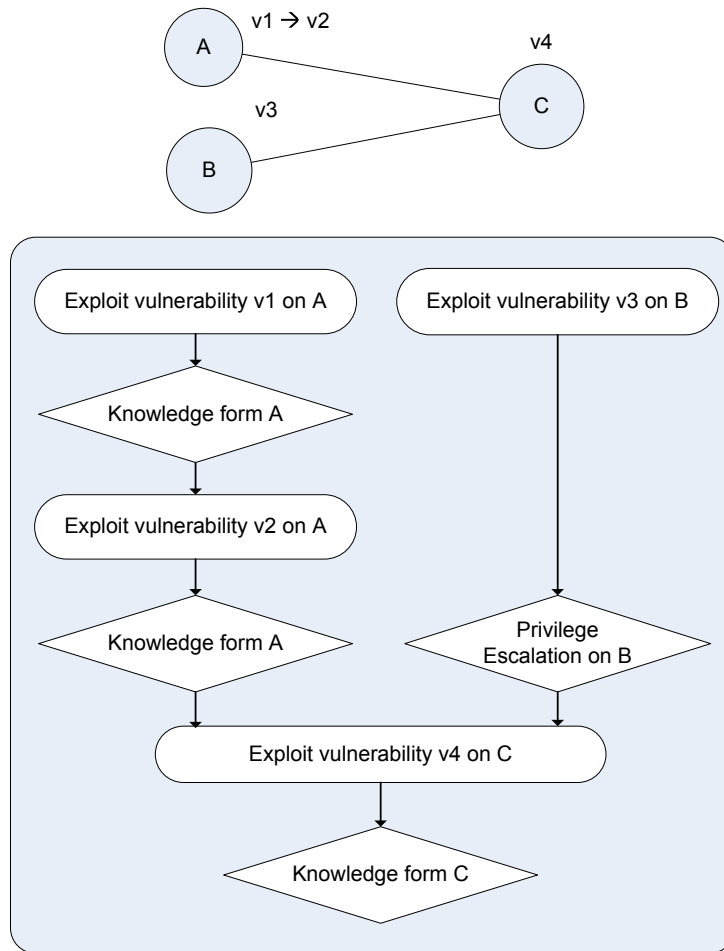 v1 → v2
A
v4
C
v3
B
Exploit vulnerability v1 on A
Exploit vulnerability v3 on B
Knowledge form A
Exploit vulnerability v2 on A
Knowledge form A
Privilege
Escalation on B
Exploit vulnerability v4 on C
Knowledge form C